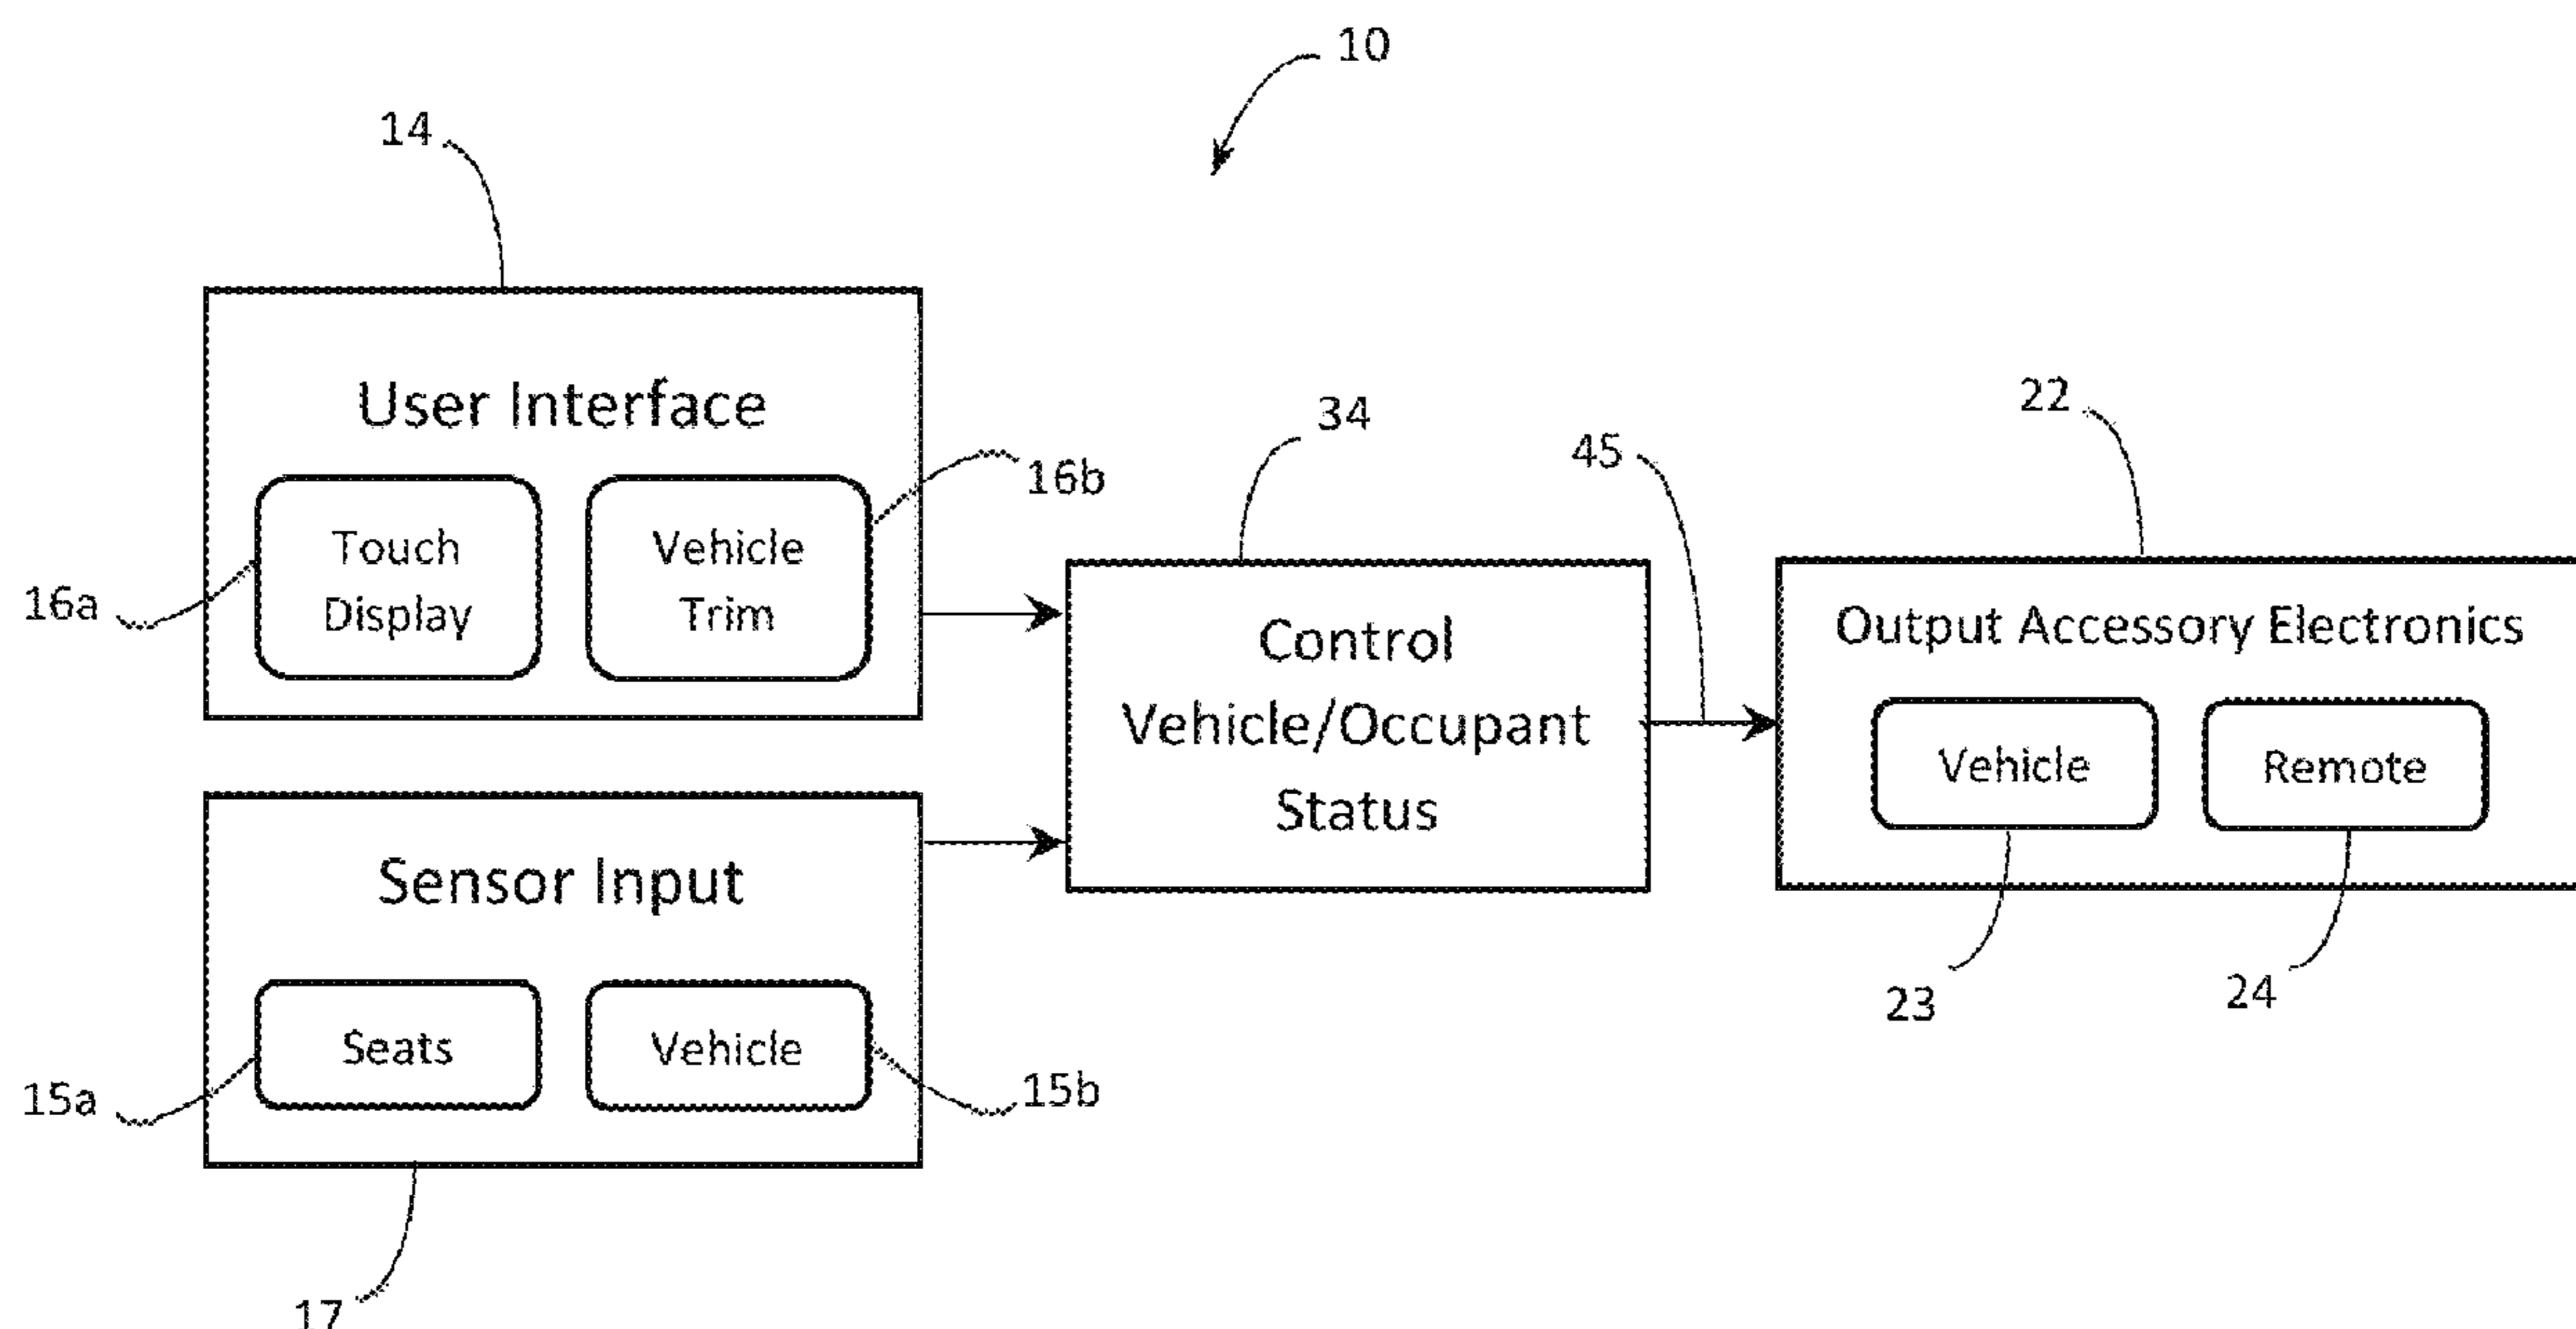 10
14
User Interface
16a
Touch
Display
Vehicle
Trim
16b
Sensor Input
15a
Seats
Vehicle
15b
17
34
Control
Vehicle/Occupant
Status
45
22
Output Accessory Electronics
Vehicle
Remote
23
24